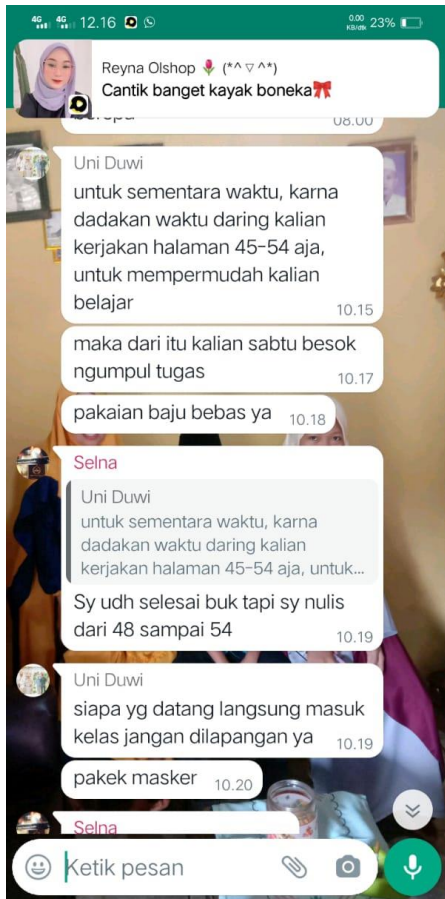 4G 4G 12.16 0.00 KB/dtk 23%
Reyna Olshop 🌷 (*^▽^*)
Cantik banget kayak boneka🎀
08.00
Uni Duwi
untuk sementara waktu, karna
dadakan waktu daring kalian
kerjakan halaman 45-54 aja,
untuk mempermudah kalian
belajar 10.15
maka dari itu kalian sabtu besok
ngumpul tugas 10.17
pakaian baju bebas ya 10.18
Selna
Uni Duwi
untuk sementara waktu, karna
dadakan waktu daring kalian
kerjakan halaman 45-54 aja, untuk...
Sy udh selesai buk tapi sy nulis
dari 48 sampai 54 10.19
Uni Duwi
siapa yg datang langsung masuk
kelas jangan dilapangan ya 10.19
pakek masker 10.20
Selna
Ketik pesan